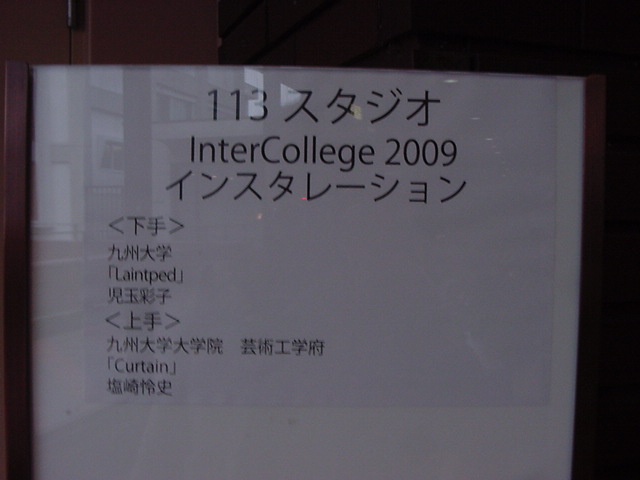 113 スタジオ
InterCollege 2009
インスタレーション
＜下手＞
九州大学
「Laintped」
児玉彩子
＜上手＞
九州大学大学院　芸術工学府
「Curtain」
塩崎怜史